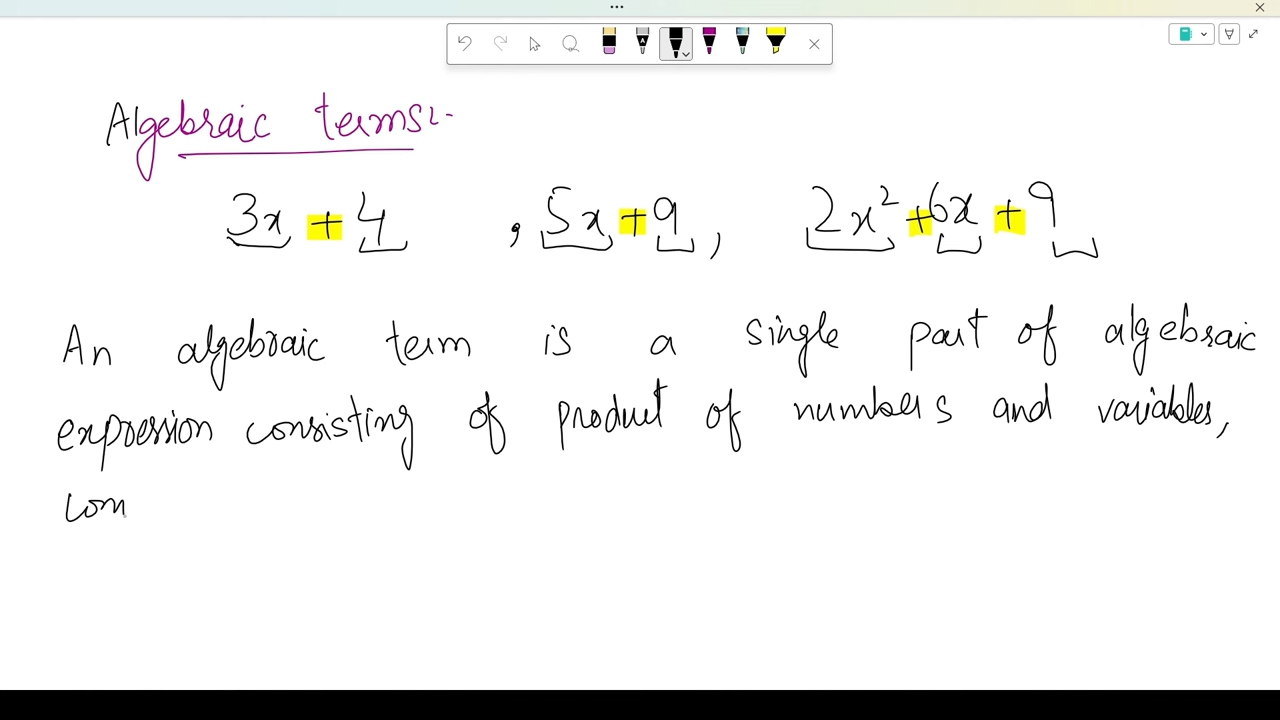 Algebraic terms:-
3x + 4 , 5x + 9 , 2x² + 6x + 9
An algebraic term is a single part of algebraic
expression consisting of product of numbers and variables,
com